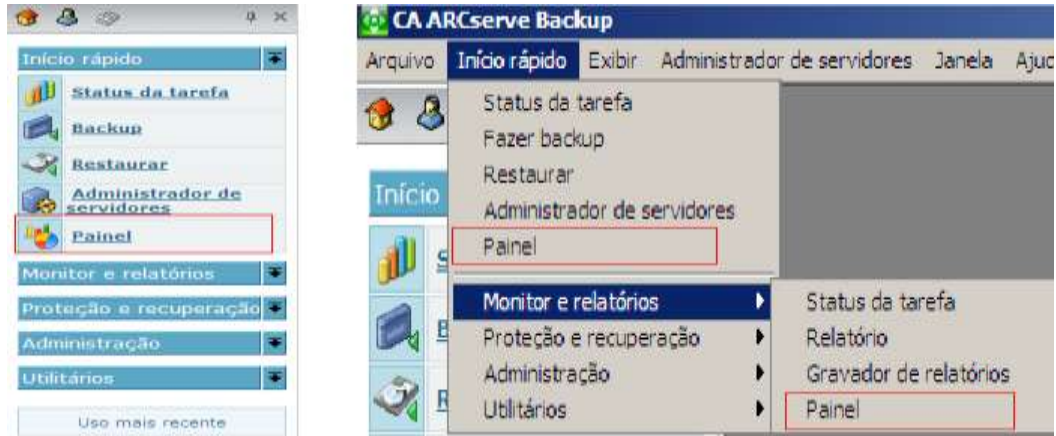 Início rápido
Status da tarefa
Backup
Restaurar
Administrador de
servidores
Painel
Monitor e relatórios
Proteção e recuperação
Administração
Utilitários
Uso mais recente
CA ARCserve Backup
Arquivo Início rápido Exibir Administrador de servidores Janela Ajud
Status da tarefa
Fazer backup
Restaurar
Administrador de servidores
Painel
Início
Monitor e relatórios
Proteção e recuperação
Administração
Utilitários
Status da tarefa
Relatório
Gravador de relatórios
Painel